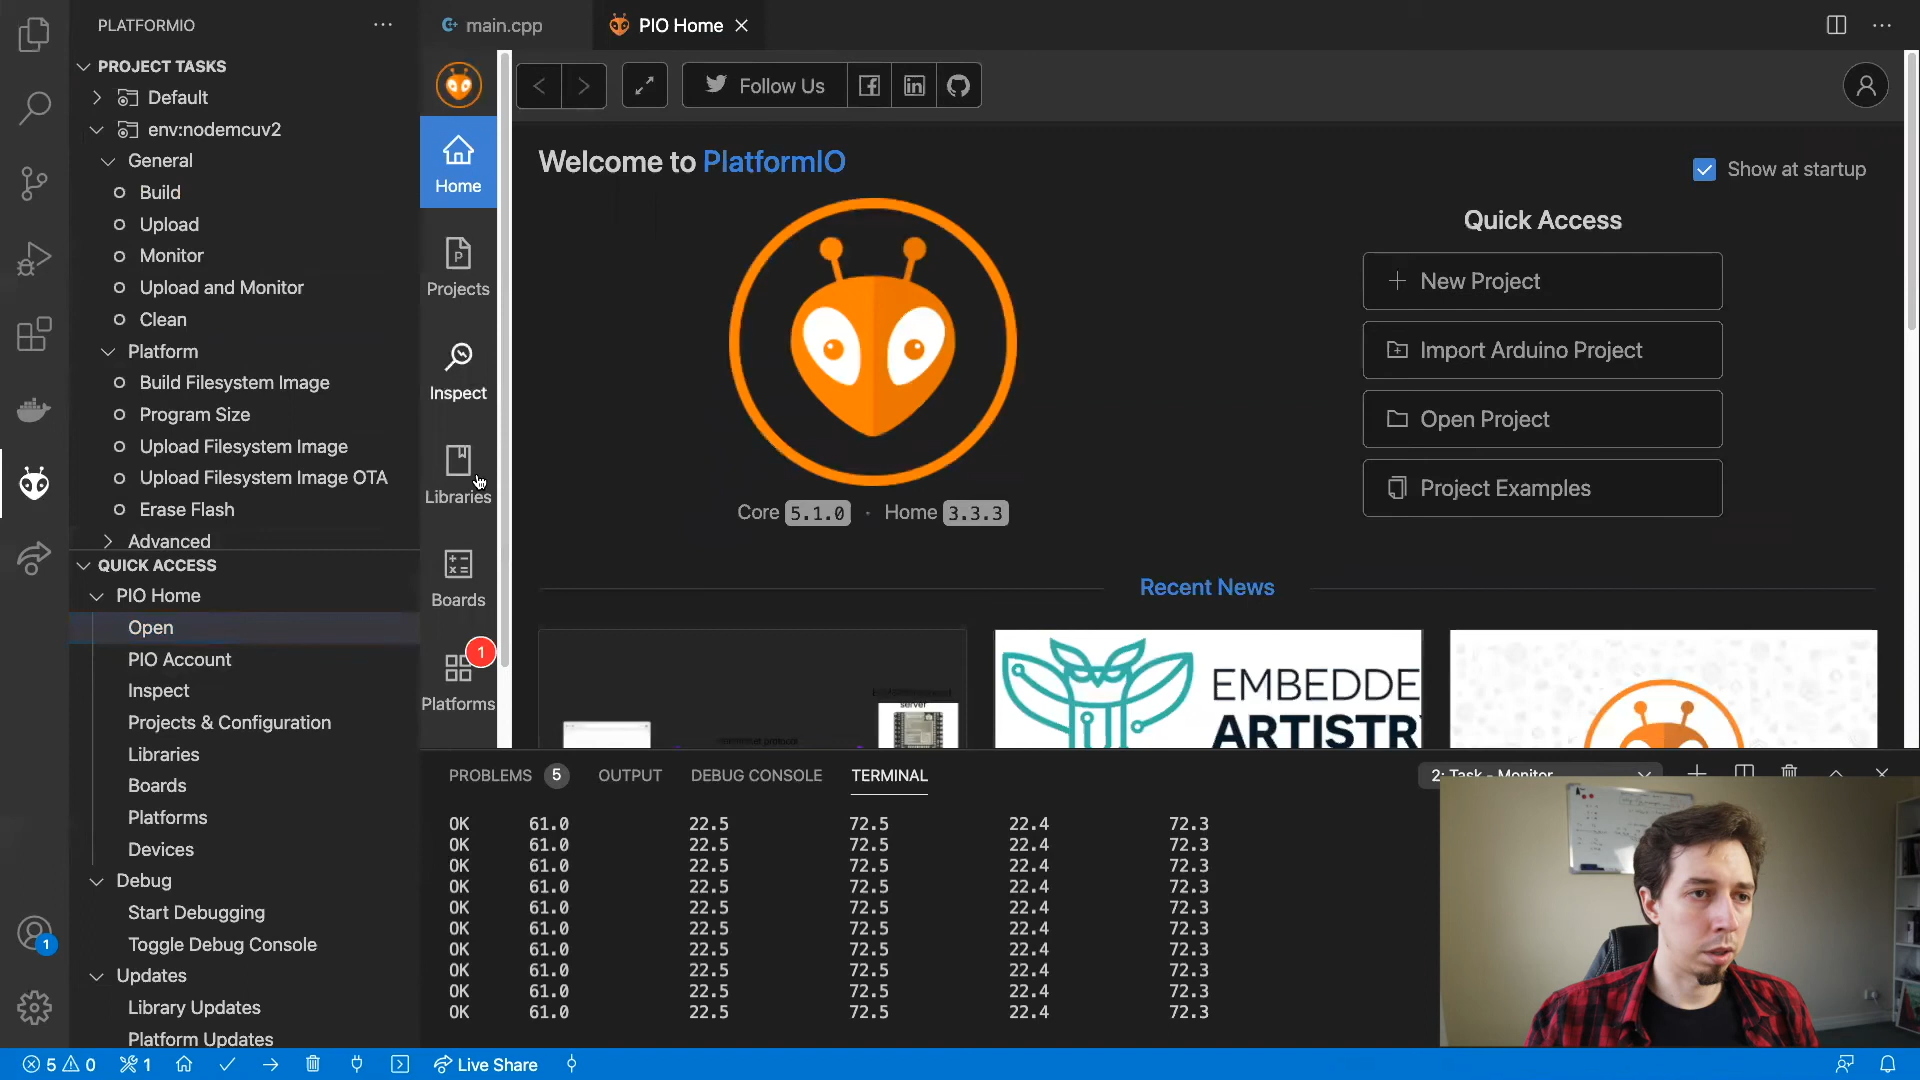 PLATFORMIO
PROJECT TASKS
Default
env:nodemcuv2
General
Build
Upload
Monitor
Upload and Monitor
Clean
Platform
Build Filesystem Image
Program Size
Upload Filesystem Image
Upload Filesystem Image OTA
Erase Flash
Advanced
QUICK ACCESS
PIO Home
Open
PIO Account
Inspect
Projects & Configuration
Libraries
Boards
Platforms
Devices
Debug
Start Debugging
Toggle Debug Console
Updates
Library Updates
Platform Updates
main.cpp
PIO Home
Home
Projects
Inspect
Libraries
Boards
1
Platforms
Follow Us
Welcome to PlatformIO
Show at startup
Quick Access
New Project
Import Arduino Project
Open Project
Project Examples
Core 5.1.0 · Home 3.3.3
Recent News
server
EMBEDDE
ARTISTR
PROBLEMS 5 OUTPUT DEBUG CONSOLE TERMINAL
2: Task - Monitor
OK 61.0 22.5 72.5 22.4 72.3
OK 61.0 22.5 72.5 22.4 72.3
OK 61.0 22.5 72.5 22.4 72.3
OK 61.0 22.5 72.5 22.4 72.3
OK 61.0 22.5 72.5 22.4 72.3
OK 61.0 22.5 72.5 22.4 72.3
OK 61.0 22.5 72.5 22.4 72.3
OK 61.0 22.5 72.5 22.4 72.3
OK 61.0 22.5 72.5 22.4 72.3
OK 61.0 22.5 72.5 22.4 72.3
1
5 0 1 Live Share